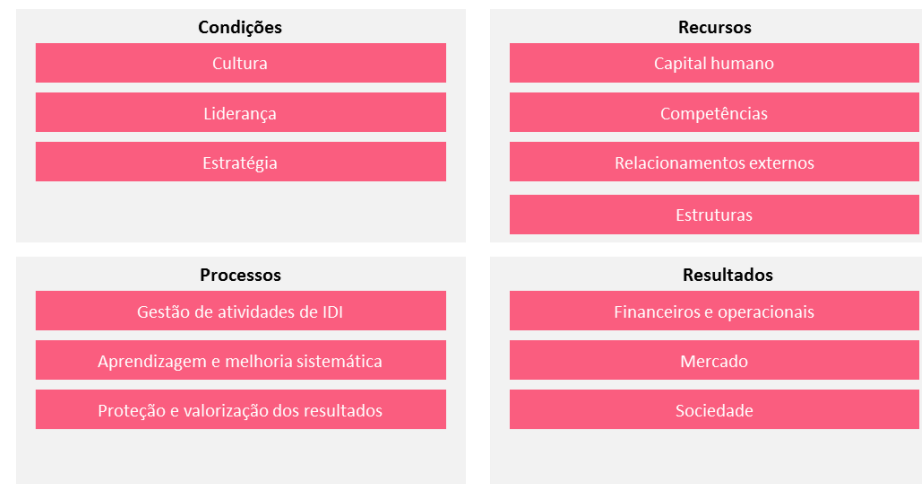 Condições
Cultura
Liderança
Estratégia
Recursos
Capital humano
Competências
Relacionamentos externos
Estruturas
Processos
Gestão de atividades de IDI
Aprendizagem e melhoria sistemática
Proteção e valorização dos resultados
Resultados
Financeiros e operacionais
Mercado
Sociedade